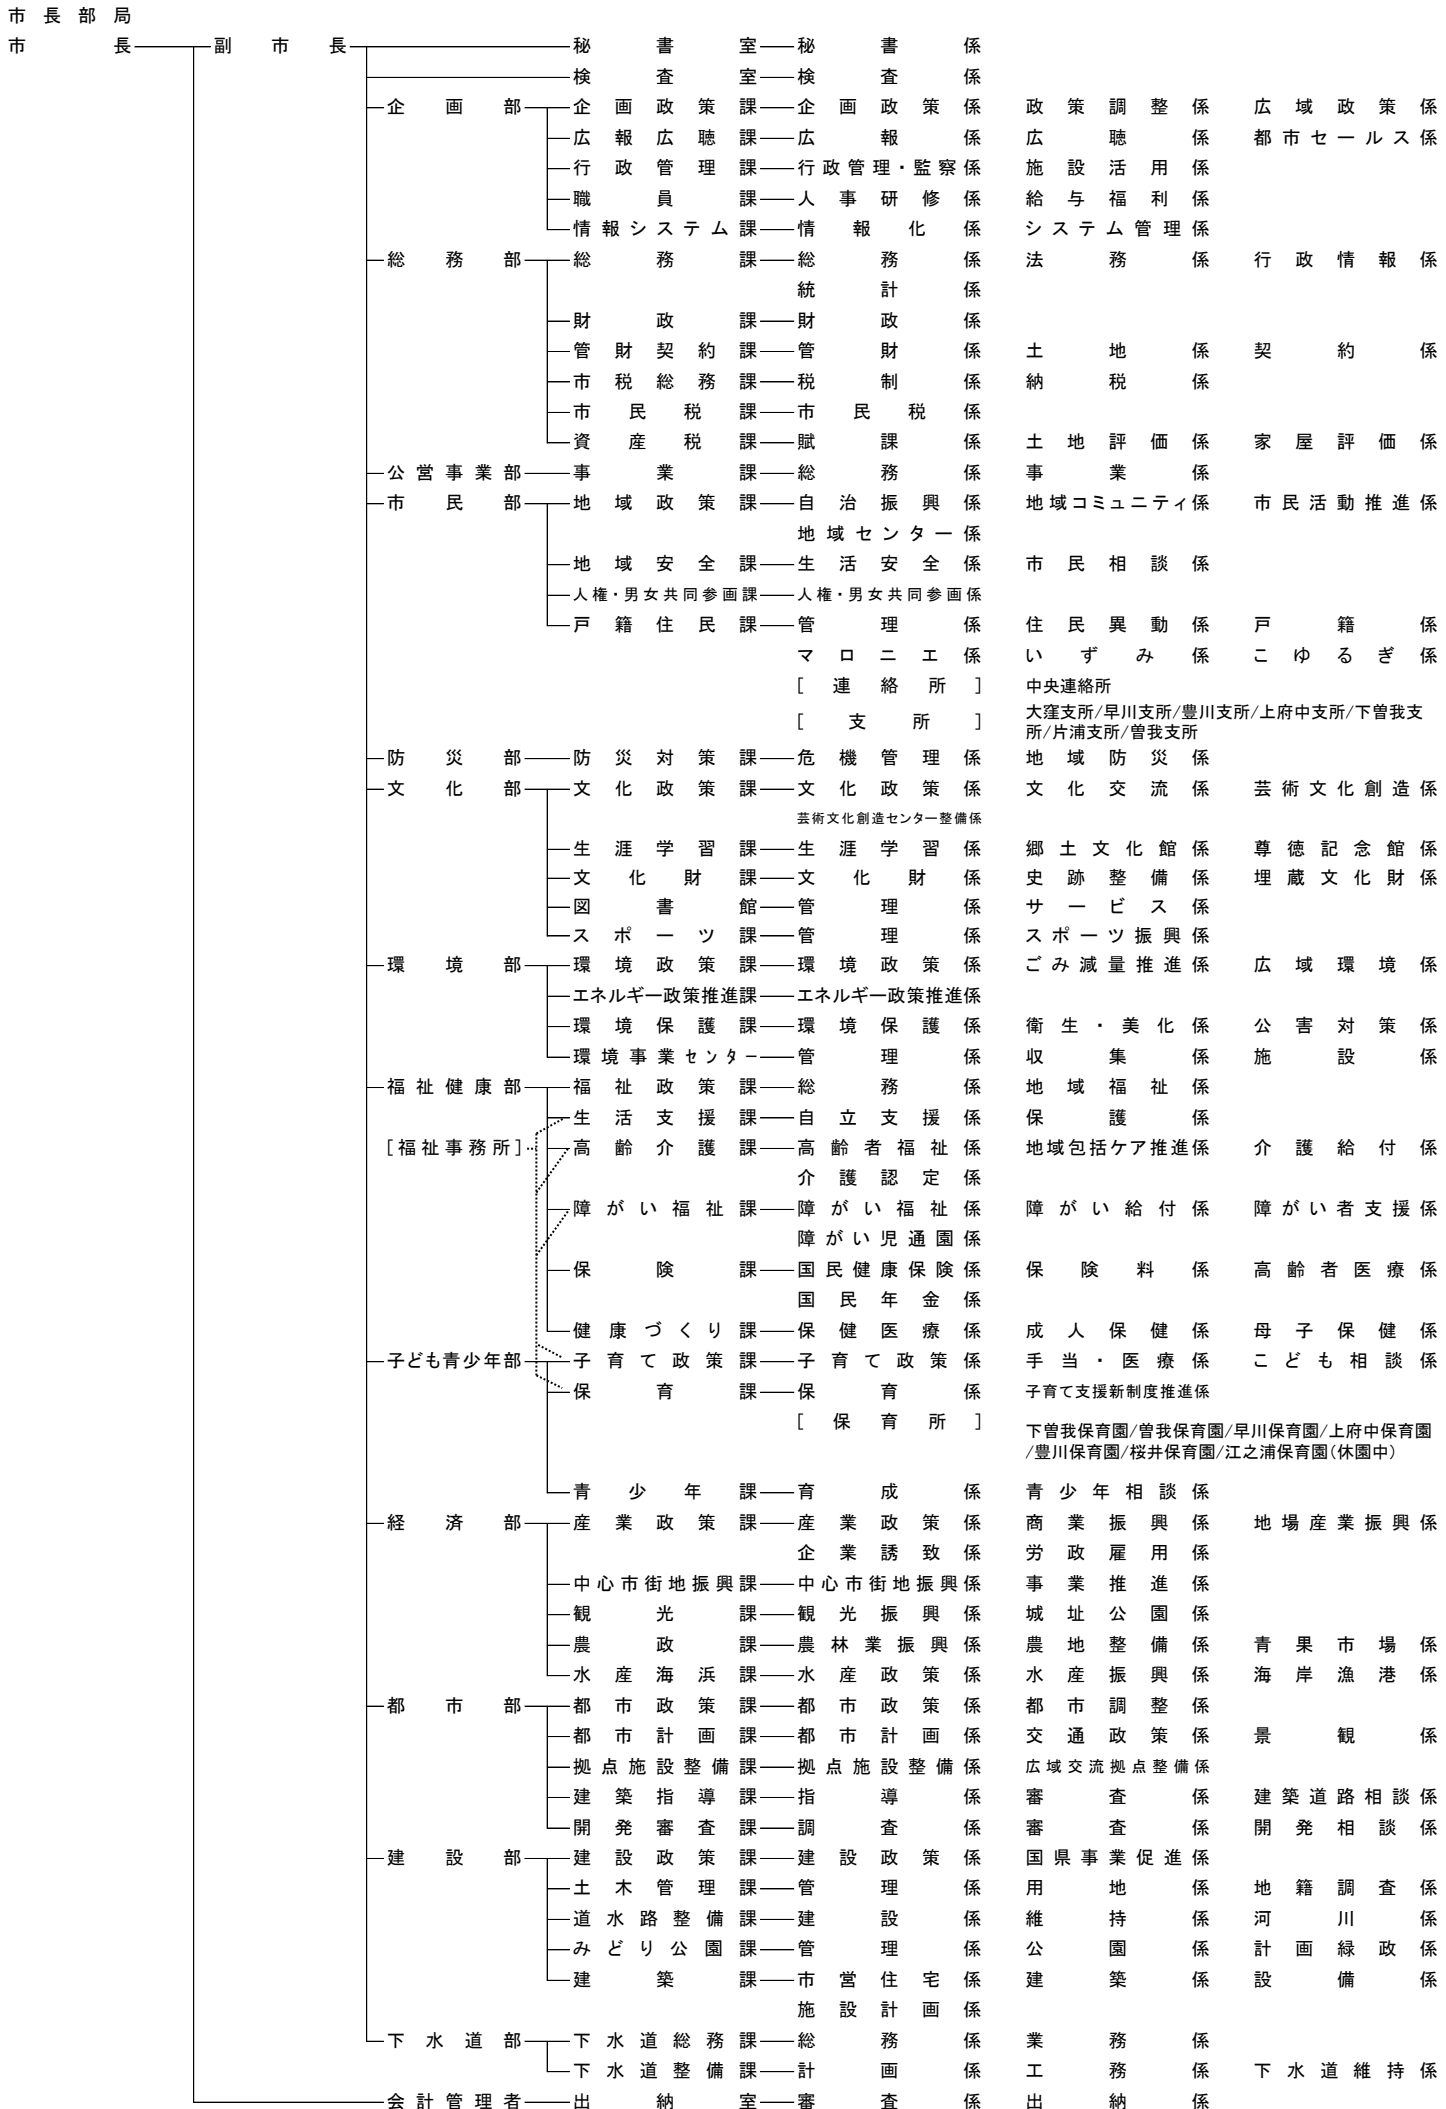 市長部局
市長 副市長 秘書室 秘書係
検査室 検査係
企画部 企画政策課 企画政策係 政策調整係 広域政策係
広報広聴課 広報係 広聴係 都市セールス係
行政管理課 行政管理・監察係 施設活用係
職員課 人事研修係 給与福利係
情報システム課 情報化係 システム管理係
総務部 総務課 総務係 法務係 行政情報係
統計係
財政課 財政係
管財契約課 管財係 土地係 契約係
市税総務課 税制係 納税係
市民税課 市民税係
資産税課 賦課係 土地評価係 家屋評価係
公営事業部 事業課 総務係 事業係
市民部 地域政策課 自治振興係 地域コミュニティ係 市民活動推進係
地域センター係
地域安全課 生活安全係 市民相談係
人権・男女共同参画課 人権・男女共同参画係
戸籍住民課 管理係 住民異動係 戸籍係
マロニエ係 いずみ係 こゆるぎ係
[連絡所] 中央連絡所
[支所] 大窪支所/早川支所/豊川支所/上府中支所/下曽我支
所/片浦支所/曽我支所
防災部 防災対策課 危機管理係 地域防災係
文化部 文化政策課 文化政策係 文化交流係 芸術文化創造係
芸術文化創造センター整備係
生涯学習課 生涯学習係 郷土文化館係 尊徳記念館係
文化財課 文化財係 史跡整備係 埋蔵文化財係
図書館 管理係 サービス係
スポーツ課 管理係 スポーツ振興係
環境部 環境政策課 環境政策係 ごみ減量推進係 広域環境係
エネルギー政策推進課 エネルギー政策推進係
環境保護課 環境保護係 衛生・美化係 公害対策係
環境事業センター 管理係 収集係 施設係
福祉健康部 福祉政策課 総務係 地域福祉係
生活支援課 自立支援係 保護係
[福祉事務所] 高齢介護課 高齢者福祉係 地域包括ケア推進係 介護給付係
介護認定係
障がい福祉課 障がい福祉係 障がい給付係 障がい者支援係
障がい児通園係
保険課 国民健康保険係 保険料係 高齢者医療係
国民年金係
健康づくり課 保健医療係 成人保健係 母子保健係
子ども青少年部 子育て政策課 子育て政策係 手当・医療係 こども相談係
保育課 保育係 子育て支援新制度推進係
[保育所] 下曽我保育園/曽我保育園/早川保育園/上府中保育園
/豊川保育園/桜井保育園/江之浦保育園(休園中)
青少年課 育成係 青少年相談係
経済部 産業政策課 産業政策係 商業振興係 地場産業振興係
企業誘致係 労政雇用係
中心市街地振興課 中心市街地振興係 事業推進係
観光課 観光振興係 城址公園係
農政課 農林業振興係 農地整備係 青果市場係
水産海浜課 水産政策係 水産振興係 海岸漁港係
都市部 都市政策課 都市政策係 都市調整係
都市計画課 都市計画係 交通政策係 景観係
拠点施設整備課 拠点施設整備係 広域交流拠点整備係
建築指導課 指導係 審査係 建築道路相談係
開発審査課 調査係 審査係 開発相談係
建設部 建設政策課 建設政策係 国県事業促進係
土木管理課 管理係 用地係 地籍調査係
道水路整備課 建設係 維持係 河川係
みどり公園課 管理係 公園係 計画緑政係
建築課 市営住宅係 建築係 設備係
施設計画係
下水道部 下水道総務課 総務係 業務係
下水道整備課 計画係 工務係 下水道維持係
会計管理者 出納室 審査係 出納係